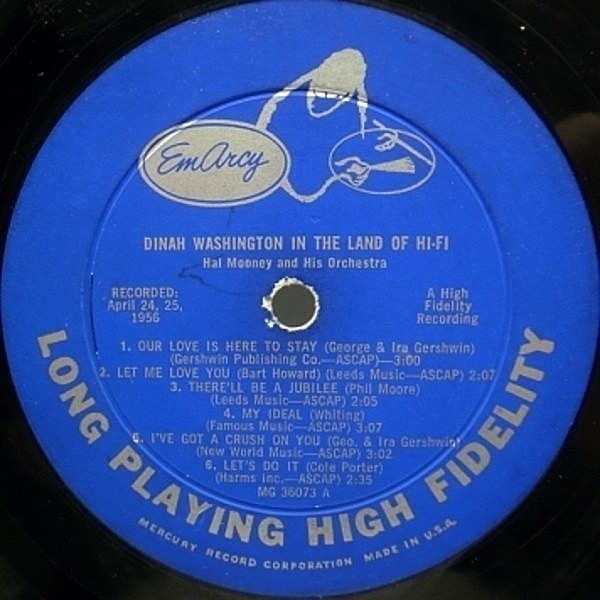 EmArcy
DINAH WASHINGTON IN THE LAND OF HI-FI
Hal Mooney and His Orchestra
RECORDED:
April 24, 25,
1956
A High
Fidelity
Recording
1. OUR LOVE IS HERE TO STAY (George & Ira Gershwin)
(Gershwin Publishing Co.—ASCAP)—3:00
2. LET ME LOVE YOU (Bart Howard) (Leeds Music—ASCAP) 2:07
3. THERE'LL BE A JUBILEE (Phil Moore)
(Leeds Music—ASCAP) 2:05
4. MY IDEAL (Whiting)
(Famous Music—ASCAP) 3:07
5. I'VE GOT A CRUSH ON YOU (Geo. & Ira Gershwin)
(New World Music—ASCAP) 3:02
6. LET'S DO IT (Cole Porter)
(Harms Inc.—ASCAP) 2:35
MG 36073 A
LONG PLAYING HIGH FIDELITY
MERCURY RECORD CORPORATION MADE IN U.S.A.